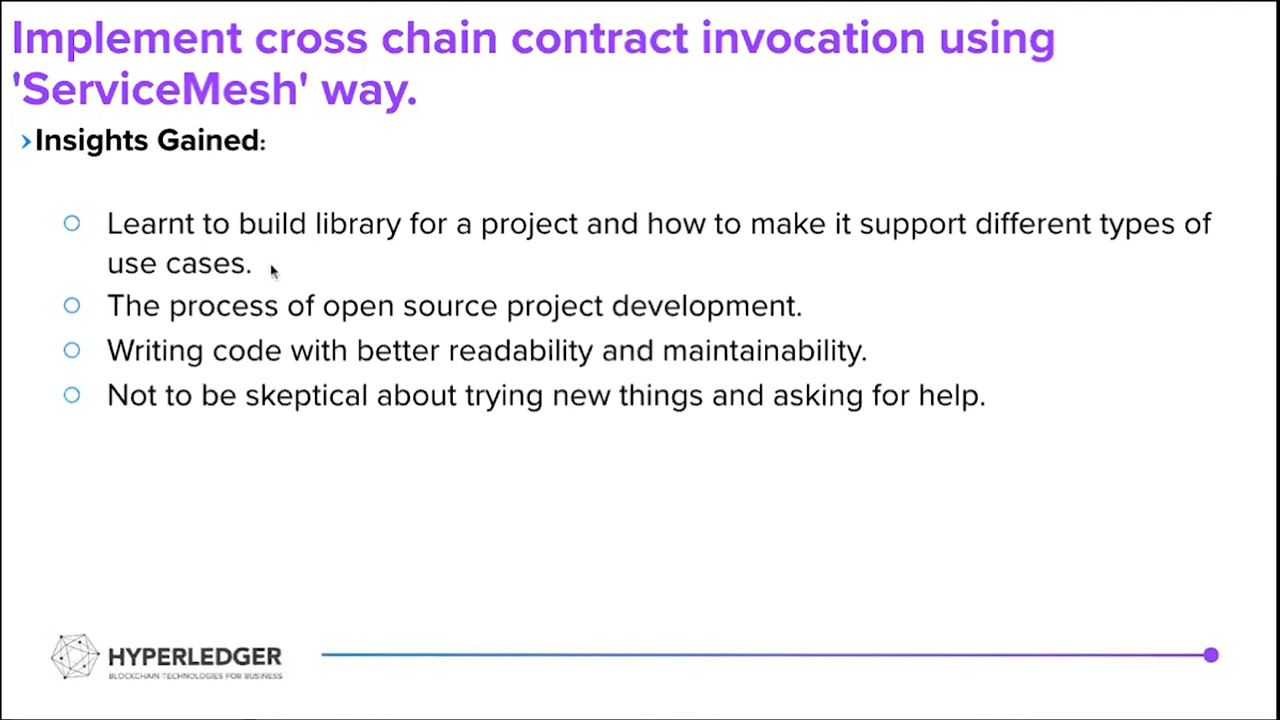 Implement cross chain contract invocation using
'ServiceMesh' way.
›Insights Gained:
○ Learnt to build library for a project and how to make it support different types of
use cases.
○ The process of open source project development.
○ Writing code with better readability and maintainability.
○ Not to be skeptical about trying new things and asking for help.
HYPERLEDGER
BLOCKCHAIN TECHNOLOGIES FOR BUSINESS